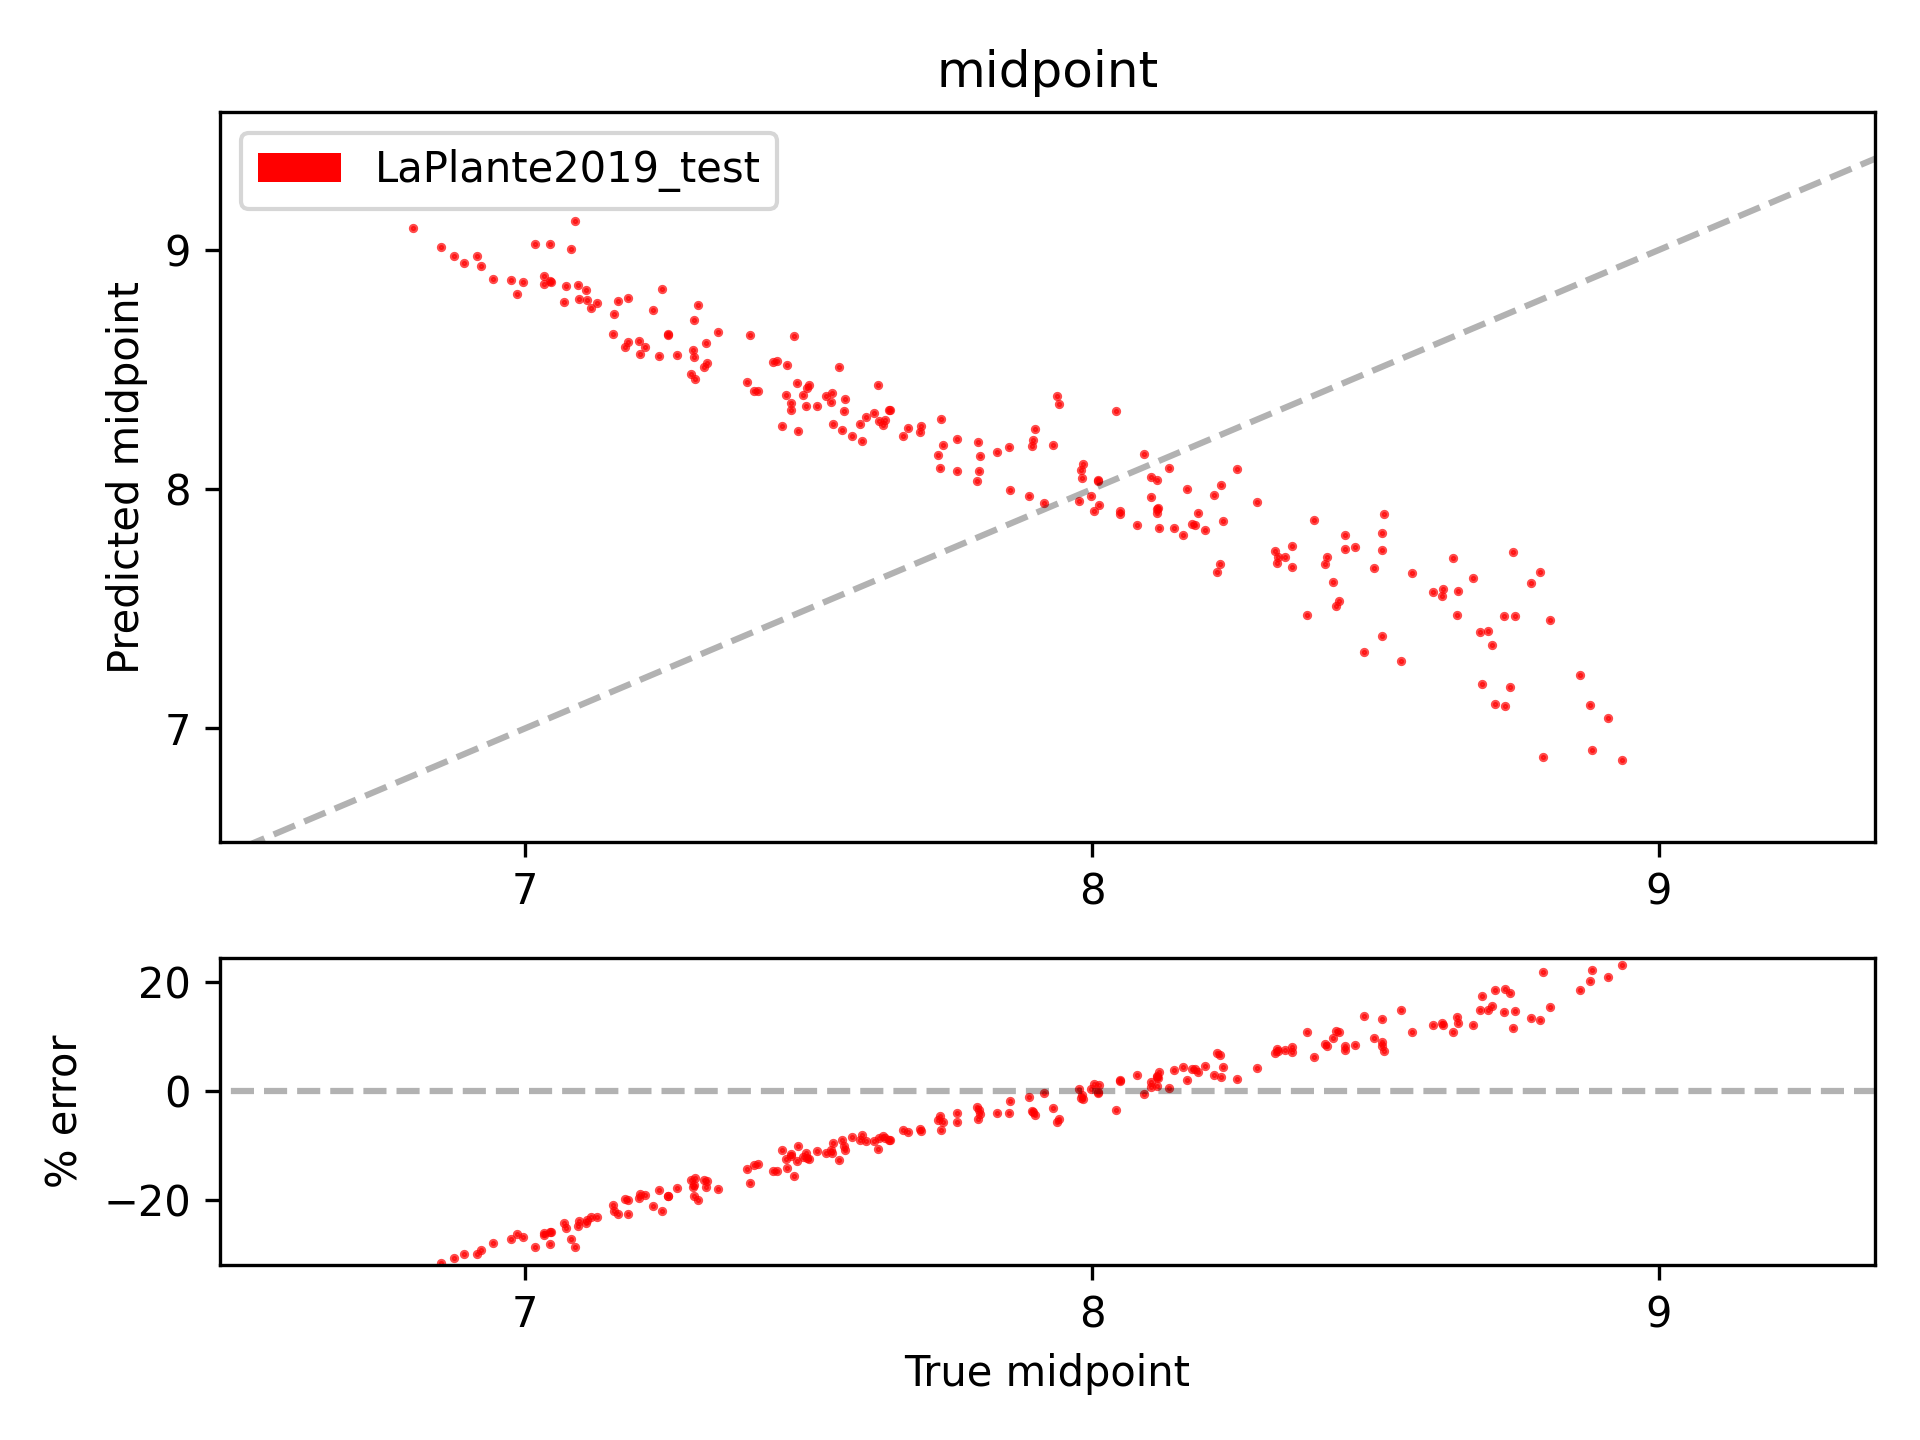 midpoint
LaPlante2019_test
Predicted midpoint
9
8
7
7 8 9
% error
20
0
−20
7 8 9
True midpoint